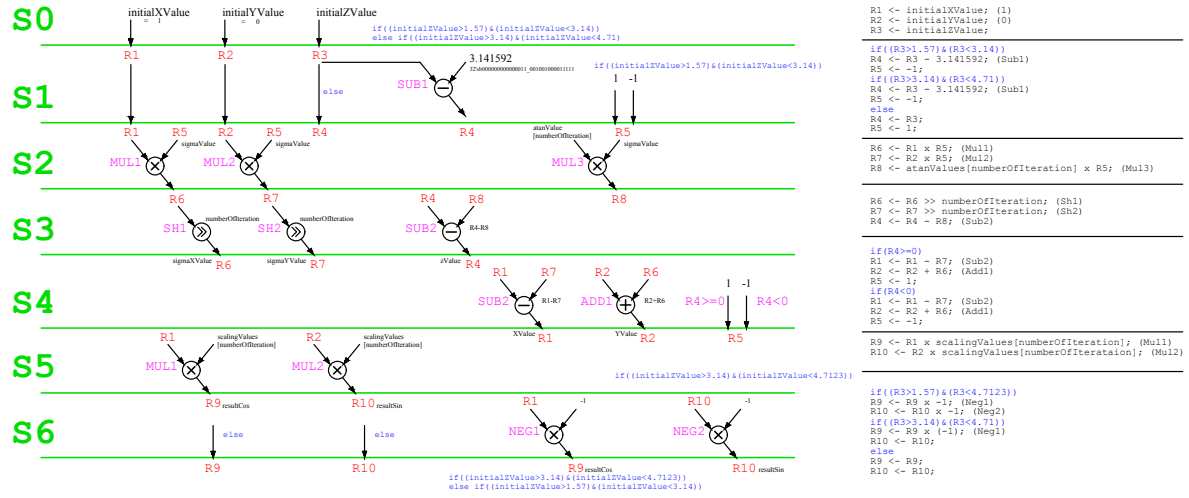 S0
initialXValue
= 1
initialYValue
= 0
initialZValue
if((initialZValue>1.57)&(initialZValue<3.14)
else if((initialZValue>3.14)&(initialZValue<4.71)
R1
R2
R3
S1
else
SUB1
3.141592
32'sb0000000000000011_0010010000011111
if((initialZValue>1.57)&(initialZValue<3.14))
1 -1
R1
R5
R2
R5
R4
R4
R5
S2
sigmaValue
sigmaValue
atanValue
[numberOfIteration]
sigmaValue
MUL1
MUL2
MUL3
R6
R7
R4
R8
R8
S3
numberOfIteration
numberOfIteration
SH1
SH2
SUB2
R4-R8
sigmaXValue
R6
sigmaYValue
R7
zValue
R4
S4
R1
R7
R2
R6
SUB2
R1-R7
ADD1
R2+R6
R4>=0
1 -1
R4<0
XValue
R1
YValue
R2
R5
S5
R1
scalingValues
[numberOfIteration]
R2
scalingValues
[numberOfIteration]
MUL1
MUL2
if((initialZValue>3.14)&(initialZValue<4.7123))
R9
resultCos
R10
resultSin
R1
-1
R10
-1
S6
else
else
NEG1
NEG2
R9
R10
R9
resultCos
R10
resultSin
if((initialZValue>3.14)&(initialZValue<4.7123))
else if((initialZValue>1.57)&(initialZValue<3.14))
R1 <- initialXValue; (1)
R2 <- initialYValue; (0)
R3 <- initialZValue;
if((R3>1.57)&(R3<3.14)
R4 <- R3 - 3.141592; (Sub1)
R5 <- -1;
if((R3>3.14)&(R3<4.71)
R4 <- R3 - 3.141592; (Sub1)
R5 <- -1;
else
R4 <- R3;
R5 <- 1;
R6 <- R1 x R5; (Mul1)
R7 <- R2 x R5; (Mul2)
R8 <- atanValues[numberOfIteration] x R5; (Mul3)
R6 <- R6 >> numberOfIteration; (Sh1)
R7 <- R7 >> numberOfIteration; (Sh2)
R4 <- R4 - R8; (Sub2)
if(R4>=0)
R1 <- R1 - R7; (Sub2)
R2 <- R2 + R6; (Add1)
R5 <- 1;
if(R4<0)
R1 <- R1 - R7; (Sub2)
R2 <- R2 + R6; (Add1)
R5 <- -1;
R9 <- R1 x scalingValues[numberOfIteration]; (Mul1)
R10 <- R2 x scalingValues[numberOfIterataion]; (Mul2)
if((R3>1.57)&(R3<4.7123))
R9 <- R9 x -1; (Neg1)
R10 <- R10 x -1; (Neg2)
if((R3>3.14)&(R3<4.71))
R9 <- R9 x (-1); (Neg1)
R10 <- R10;
else
R9 <- R9;
R10 <- R10;